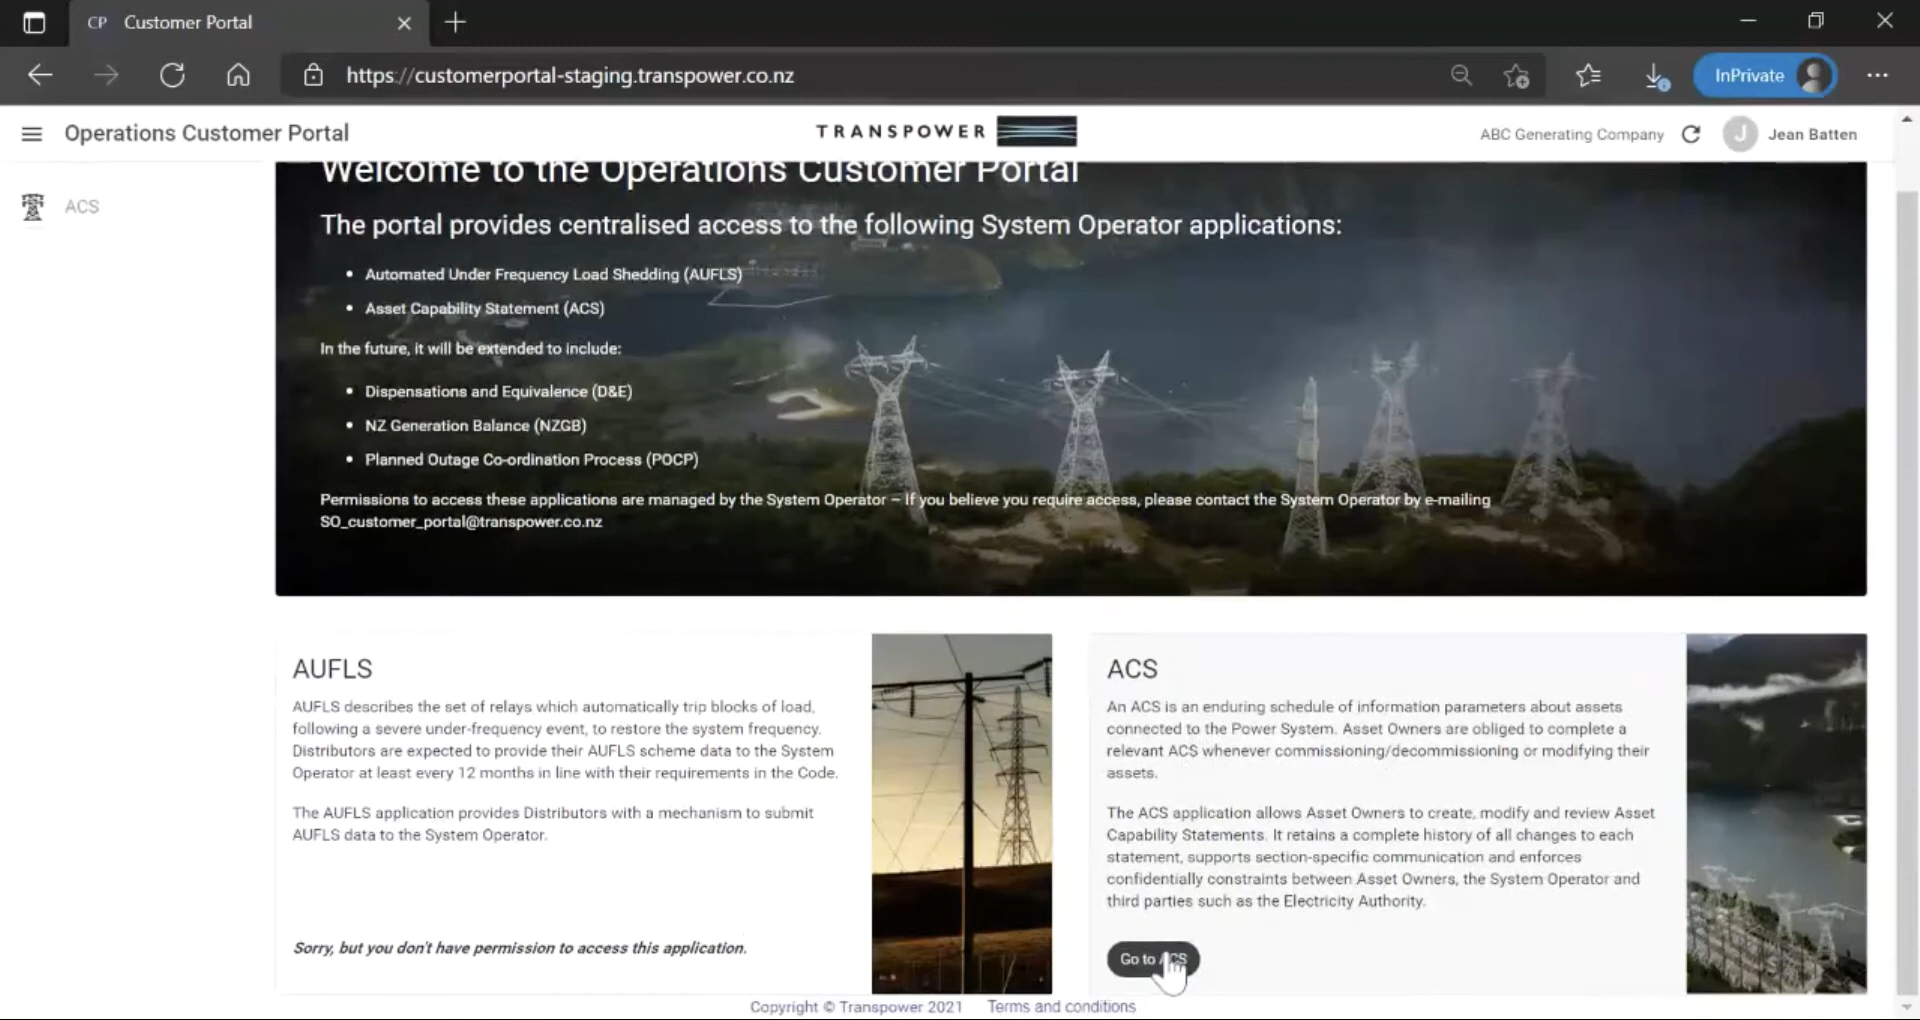 CP Customer Portal
https://customerportal-staging.transpower.co.nz
InPrivate
Operations Customer Portal
TRANSPOWER
ABC Generating Company
J
Jean Batten
ACS
Welcome to the Operations Customer Portal
The portal provides centralised access to the following System Operator applications:
• Automated Under Frequency Load Shedding (AUFLS)
• Asset Capability Statement (ACS)
In the future, it will be extended to include:
• Dispensations and Equivalence (D&E)
• NZ Generation Balance (NZGB)
• Planned Outage Co-ordination Process (POCP)
Permissions to access these applications are managed by the System Operator – If you believe you require access, please contact the System Operator by e-mailing
SO_customer_portal@transpower.co.nz
AUFLS
AUFLS describes the set of relays which automatically trip blocks of load,
following a severe under-frequency event, to restore the system frequency.
Distributors are expected to provide their AUFLS scheme data to the System
Operator at least every 12 months in line with their requirements in the Code.
The AUFLS application provides Distributors with a mechanism to submit
AUFLS data to the System Operator.
Sorry, but you don't have permission to access this application.
ACS
An ACS is an enduring schedule of information parameters about assets
connected to the Power System. Asset Owners are obliged to complete a
relevant ACS whenever commissioning/decommissioning or modifying their
assets.
The ACS application allows Asset Owners to create, modify and review Asset
Capability Statements. It retains a complete history of all changes to each
statement, supports section-specific communication and enforces
confidentially constraints between Asset Owners, the System Operator and
third parties such as the Electricity Authority.
Go to ACS
Copyright © Transpower 2021 Terms and conditions